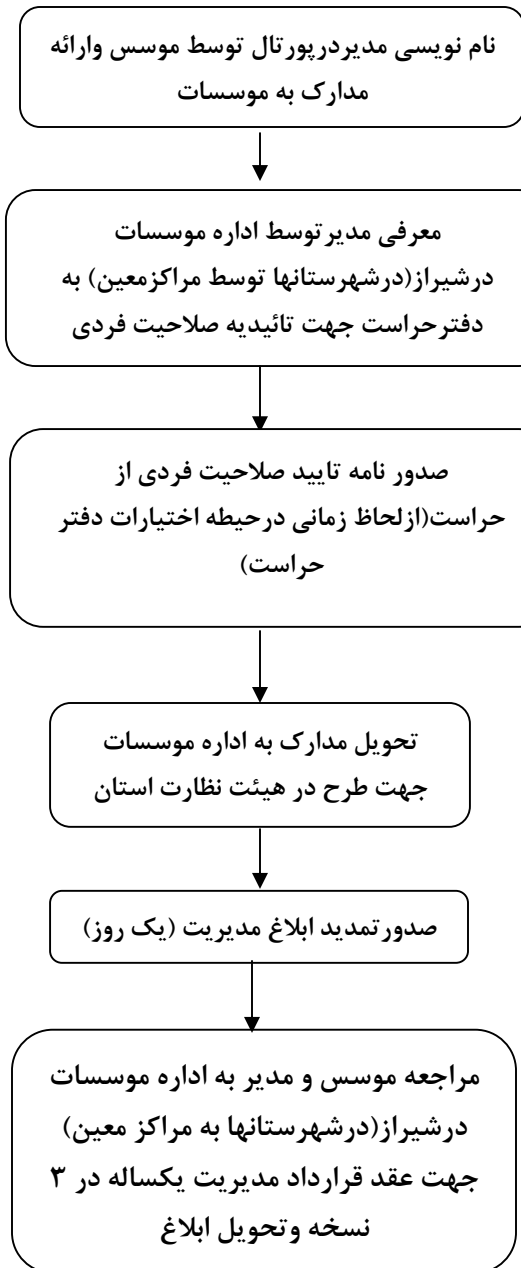 نام نویسی مدیردرپورتال توسط موسس وارائه
مدارک به موسسات
معرفی مدیرتوسط اداره موسسات
درشیراز(درشهرستانها توسط مراکزمعین) به
دفترحراست جهت تائیدیه صلاحیت فردی
صدور نامه تایید صلاحیت فردی از
حراست(ازلحاظ زمانی درحیطه اختیارات دفتر
حراست)
تحویل مدارک به اداره موسسات
جهت طرح در هیئت نظارت استان
صدورتمدید ابلاغ مدیریت (یک روز)
مراجعه موسس و مدیر به اداره موسسات
درشیراز(درشهرستانها به مراکز معین)
جهت عقد قرارداد مدیریت یکساله در ۳
نسخه وتحویل ابلاغ